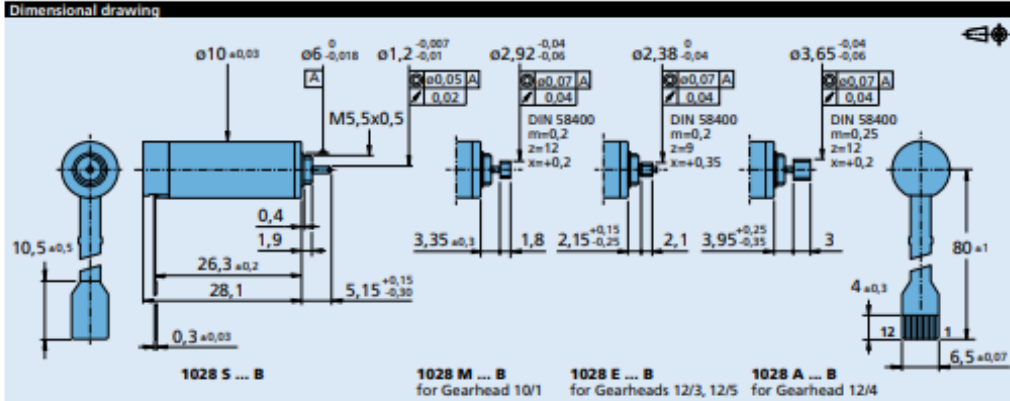 Dimensional drawing
ø10 ±0,03
ø6 0 -0,018
A
ø1,2 -0,007 -0,01
ø0,05 A
0,02
M5,5x0,5
ø2,92 -0,04 -0,06
ø0,07 A
0,04
DIN 58400
m=0,2
z=12
x=+0,2
ø2,38 0 -0,04
ø0,07 A
0,04
DIN 58400
m=0,2
z=9
x=+0,35
ø3,65 -0,04 -0,06
ø0,07 A
0,04
DIN 58400
m=0,25
z=12
x=+0,2
10,5 ±0,5
0,4
1,9
26,3 ±0,2
28,1
5,15 +0,15 -0,30
0,3 ±0,03
3,35 ±0,3
1,8
2,15 +0,15 -0,25
2,1
3,95 +0,25 -0,35
3
80 ±1
4 ±0,3
12
1
6,5 ±0,07
1028 S ... B
1028 M ... B
for Gearhead 10/1
1028 E ... B
for Gearheads 12/3, 12/5
1028 A ... B
for Gearhead 12/4